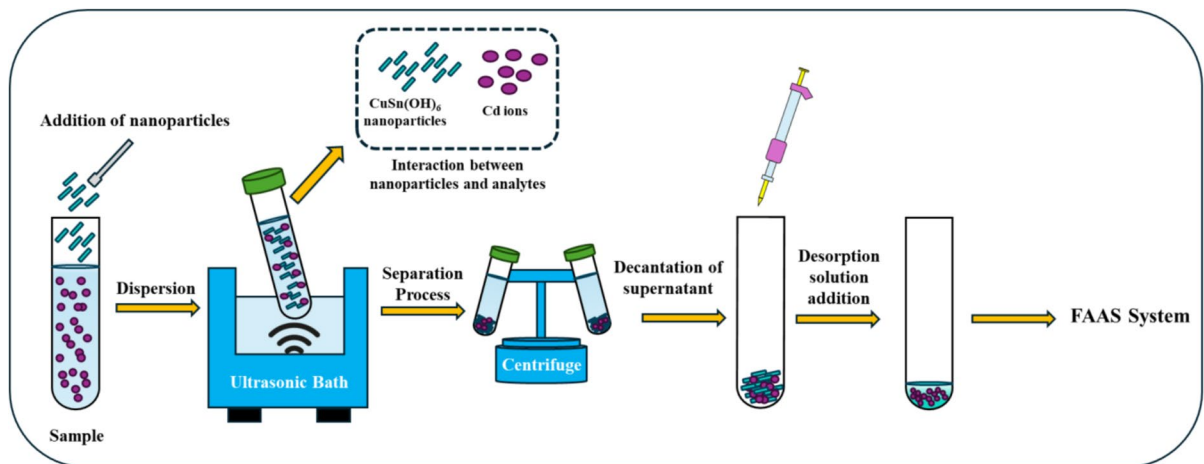 Addition of nanoparticles
Sample
Dispersion
Ultrasonic Bath
CuSn(OH)₆
nanoparticles
Cd ions
Interaction between
nanoparticles and analytes
Separation
Process
Centrifuge
Decantation of
supernatant
Desorption
solution
addition
FAAS System